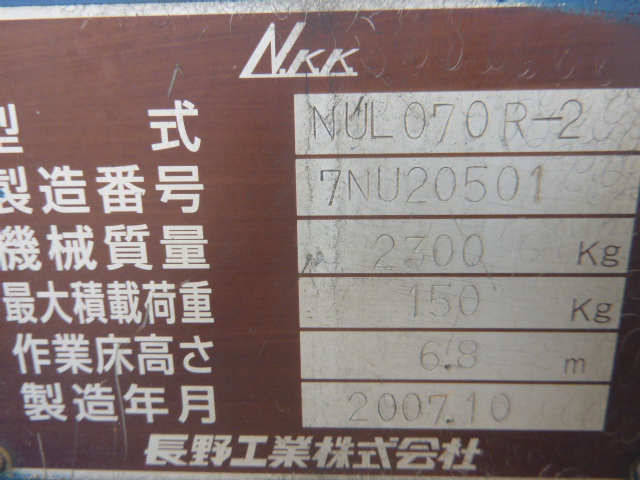 N.K.K
型式 NUL070R-2
製造番号 7NU20501
機械質量 2300 Kg
最大積載荷重 150 Kg
作業床高さ 6.8 m
製造年月 2007.10
長野工業株式会社